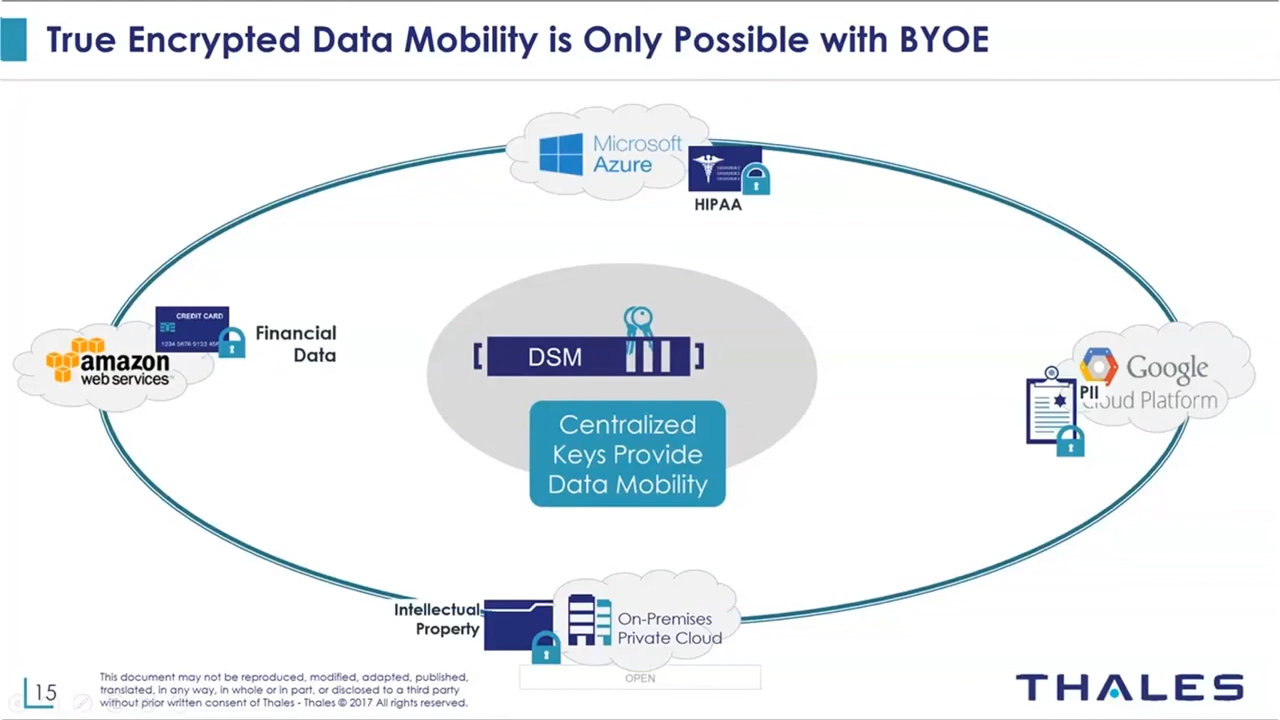 True Encrypted Data Mobility is Only Possible with BYOE
Microsoft
Azure
HIPAA
CREDIT CARD
Financial
Data
amazon
web services
DSM
Centralized
Keys Provide
Data Mobility
Google
PII
Cloud Platform
Intellectual
Property
On-Premises
Private Cloud
OPEN
15
This document may not be reproduced, modified, adapted, published,
translated, in any way, in whole or in part, or disclosed to a third party
without prior written consent of Thales - Thales © 2017 All rights reserved.
THALES